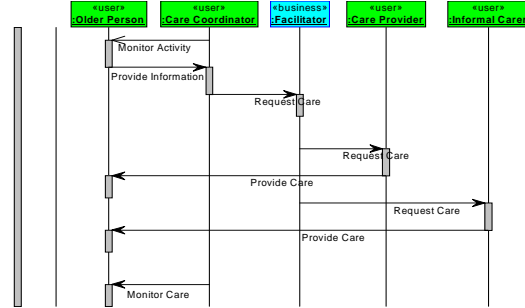 «user»
:Older Person
«user»
:Care Coordinator
«business»
:Facilitator
«user»
:Care Provider
«user»
:Informal Carer
Monitor Activity
Provide Information
Request Care
Request Care
Provide Care
Request Care
Provide Care
Monitor Care